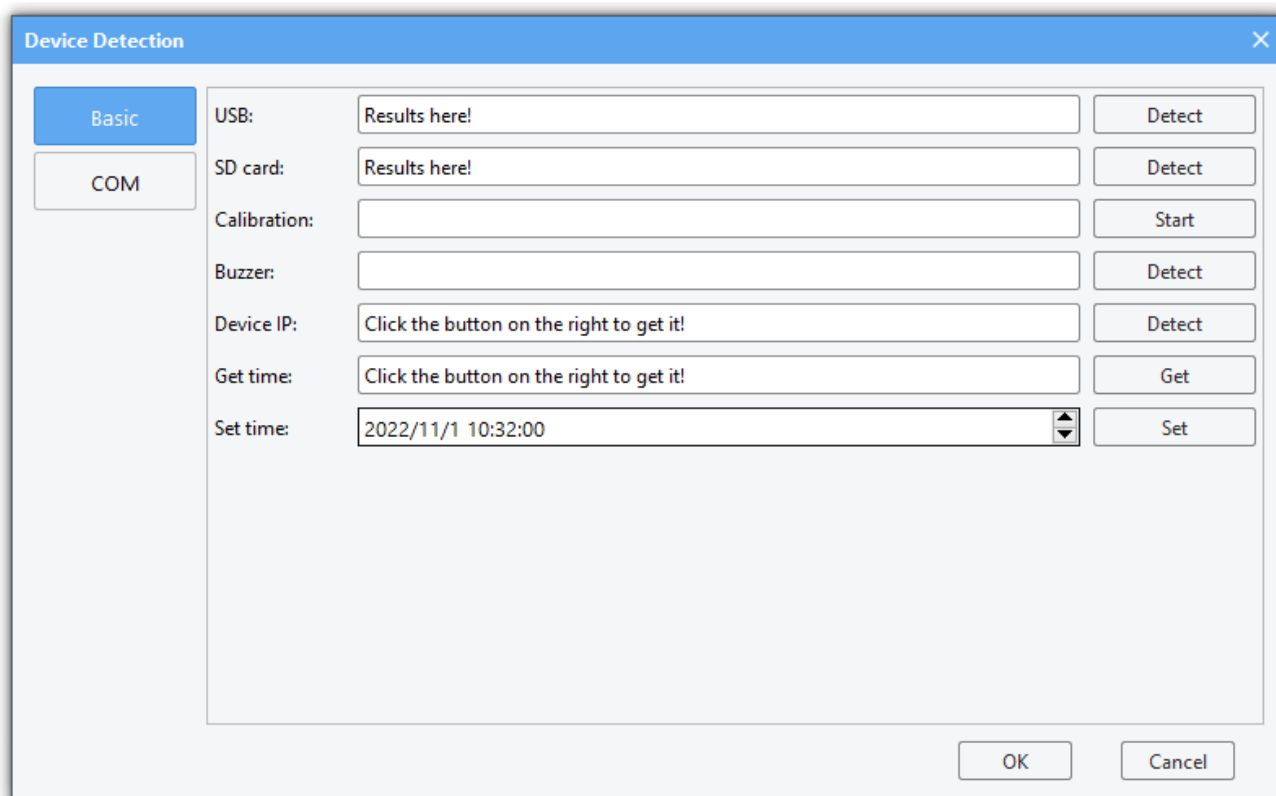 Device Detection
Basic
COM
USB: Results here! Detect
SD card: Results here! Detect
Calibration: Start
Buzzer: Detect
Device IP: Click the button on the right to get it! Detect
Get time: Click the button on the right to get it! Get
Set time: 2022/11/1 10:32:00 Set
OK Cancel